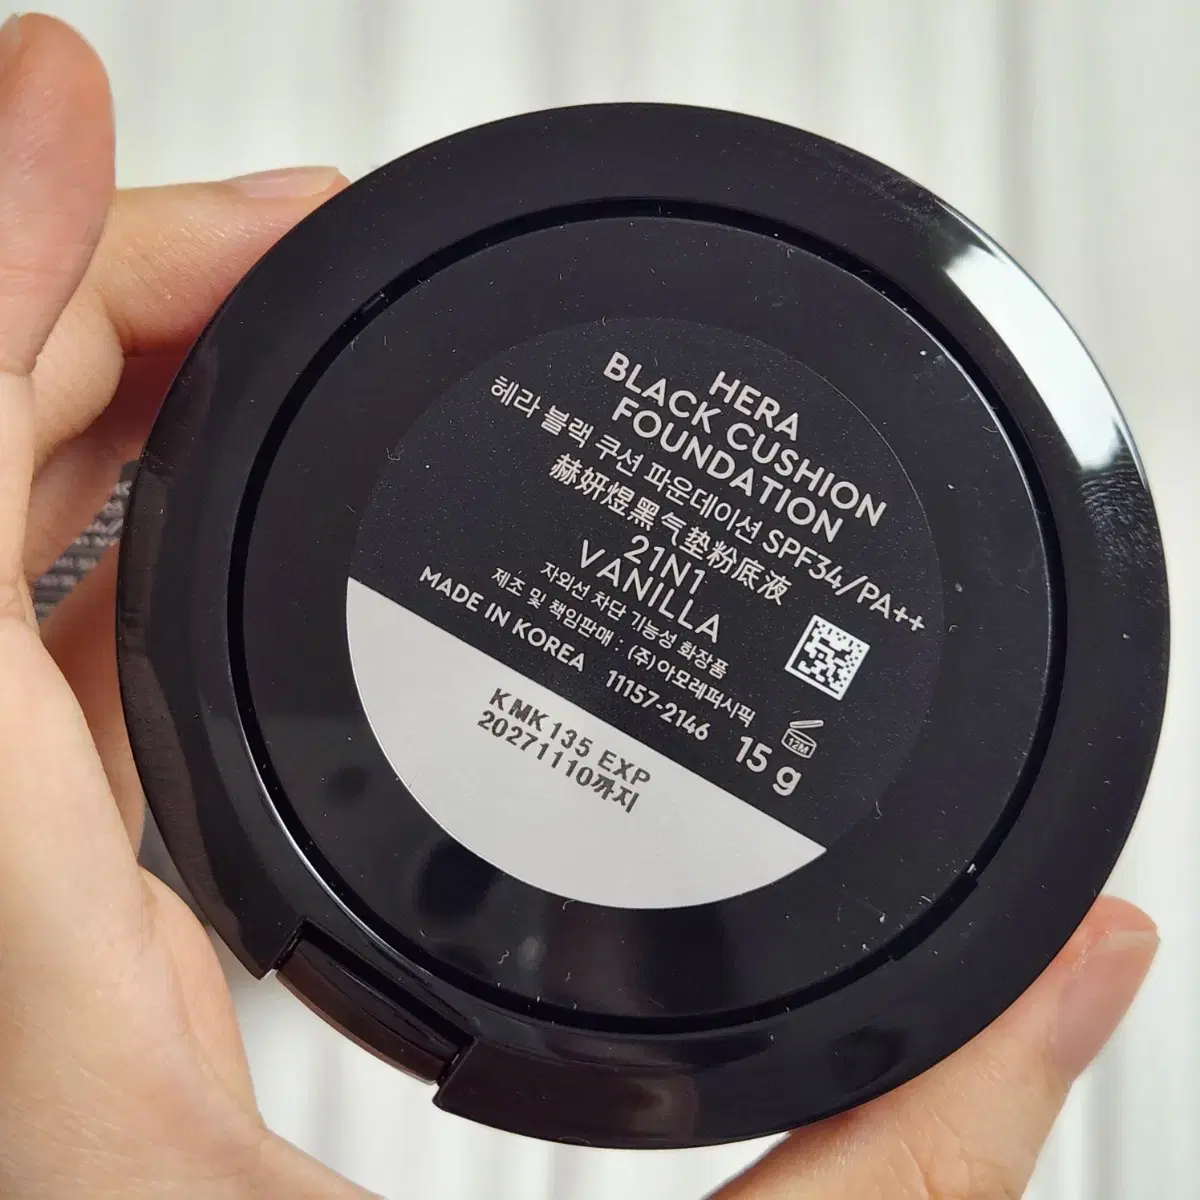 HERA
BLACK CUSHION
FOUNDATION
헤라 블랙 쿠션 파운데이션 SPF34/PA++
赫妍煜黑气垫粉底液
21N1
VANILLA
자외선 차단 기능성 화장품
제조 및 책임판매 : (주)아모레퍼시픽
MADE IN KOREA 11157-2146
15 g
12M
KMK135 EXP
20271110까지